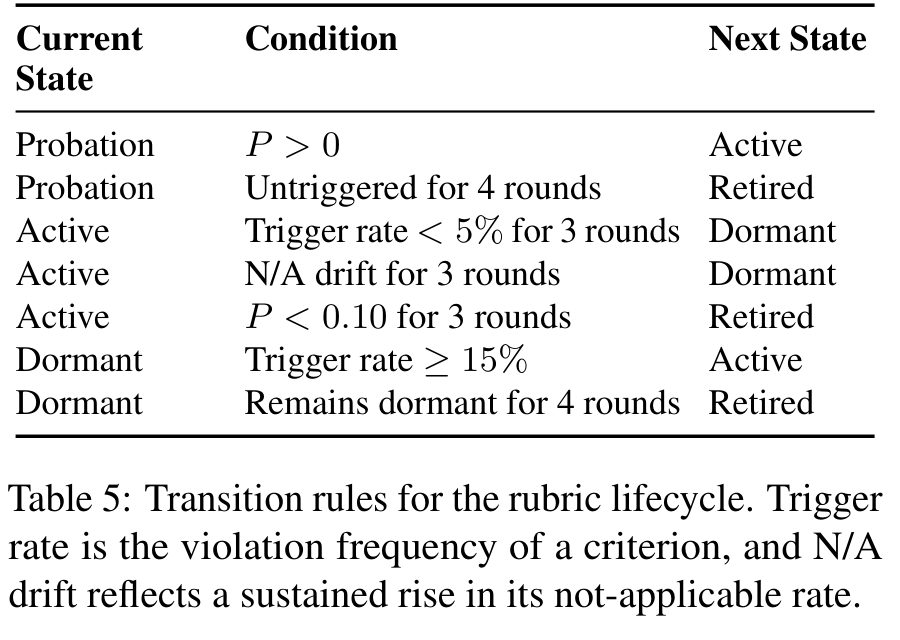 Current State Condition Next State
Probation P > 0 Active
Probation Untriggered for 4 rounds Retired
Active Trigger rate < 5% for 3 rounds Dormant
Active N/A drift for 3 rounds Dormant
Active P < 0.10 for 3 rounds Retired
Dormant Trigger rate ≥ 15% Active
Dormant Remains dormant for 4 rounds Retired
Table 5: Transition rules for the rubric lifecycle. Trigger
rate is the violation frequency of a criterion, and N/A
drift reflects a sustained rise in its not-applicable rate.